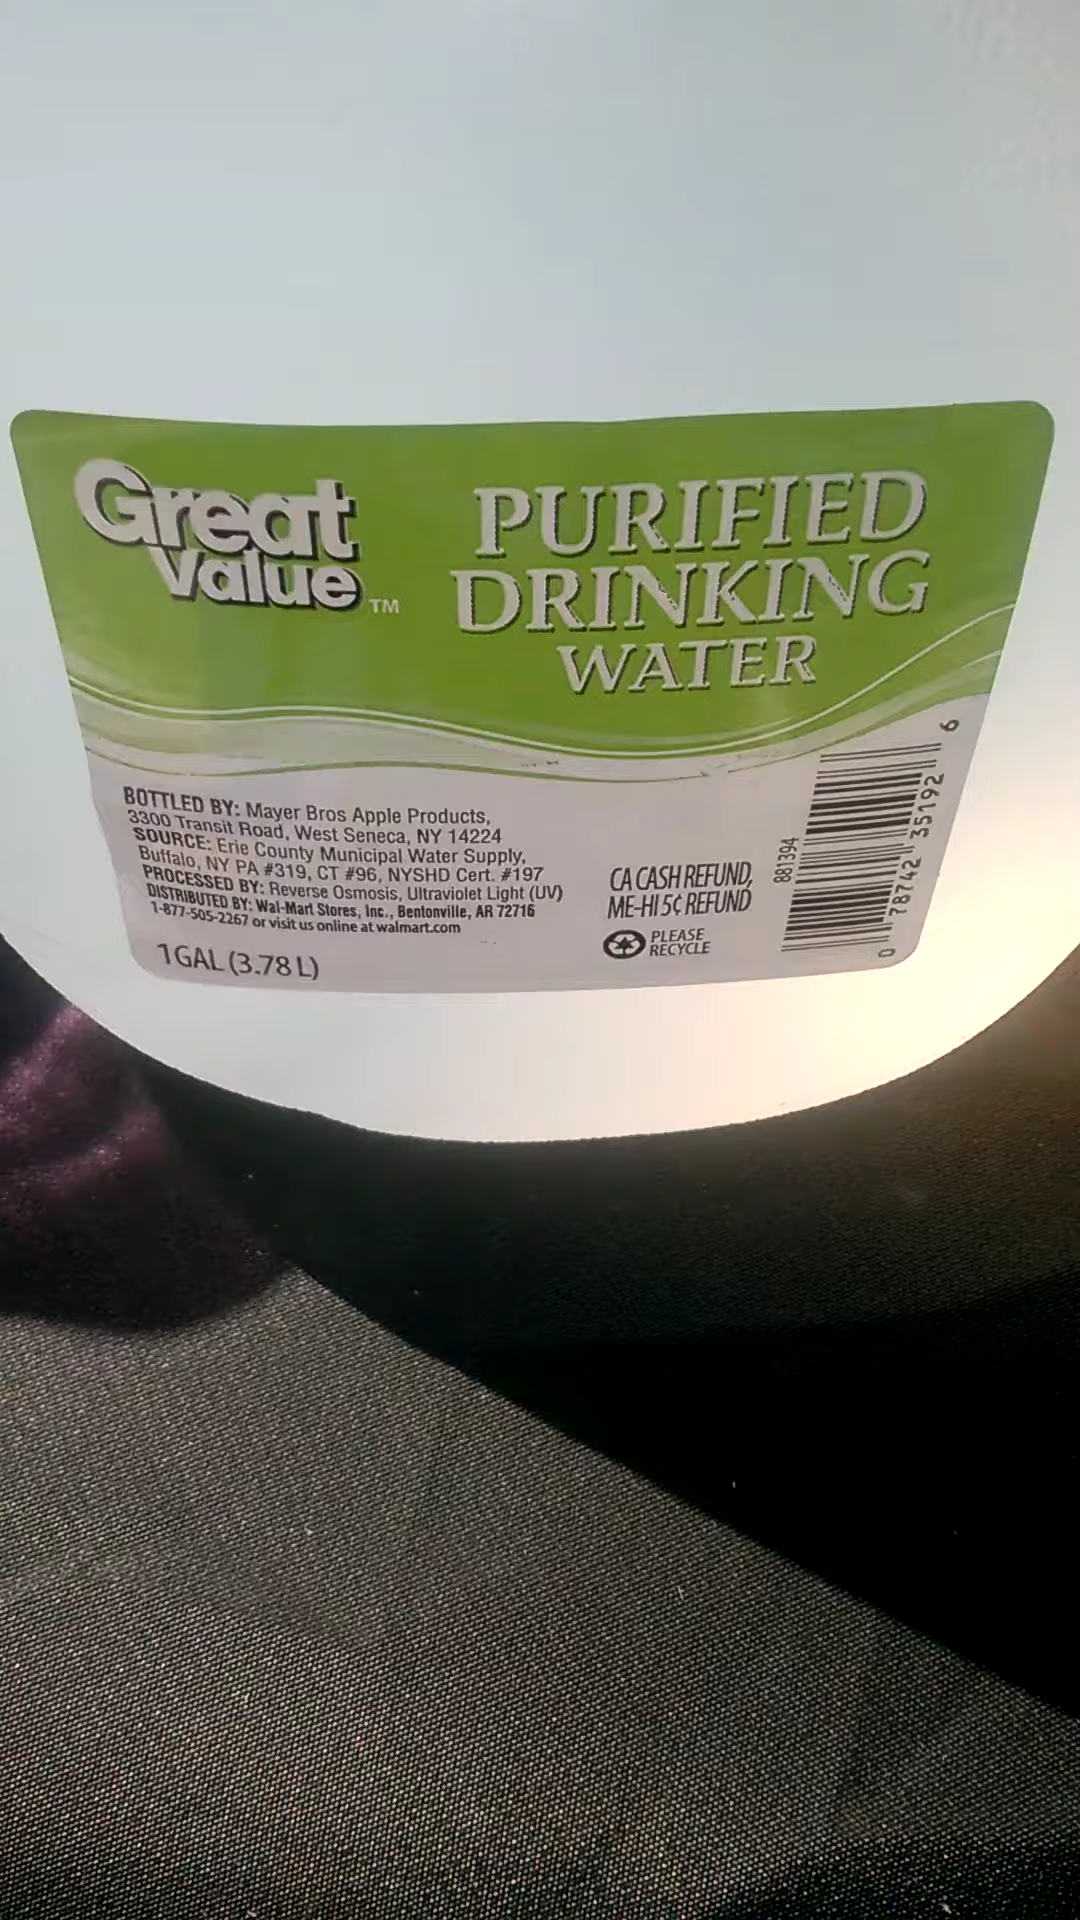 Great
Value™
PURIFIED
DRINKING
WATER
BOTTLED BY: Mayer Bros Apple Products,
3300 Transit Road, West Seneca, NY 14224
SOURCE: Erie County Municipal Water Supply,
Buffalo, NY PA #319, CT #96, NYSHD Cert. #197
PROCESSED BY: Reverse Osmosis, Ultraviolet Light (UV)
DISTRIBUTED BY: Wal-Mart Stores, Inc., Bentonville, AR 72716
1-877-505-2267 or visit us online at walmart.com
1 GAL (3.78 L)
CA CASH REFUND,
ME-HI 5¢ REFUND
PLEASE
RECYCLE
881394
0 78742 35192 6